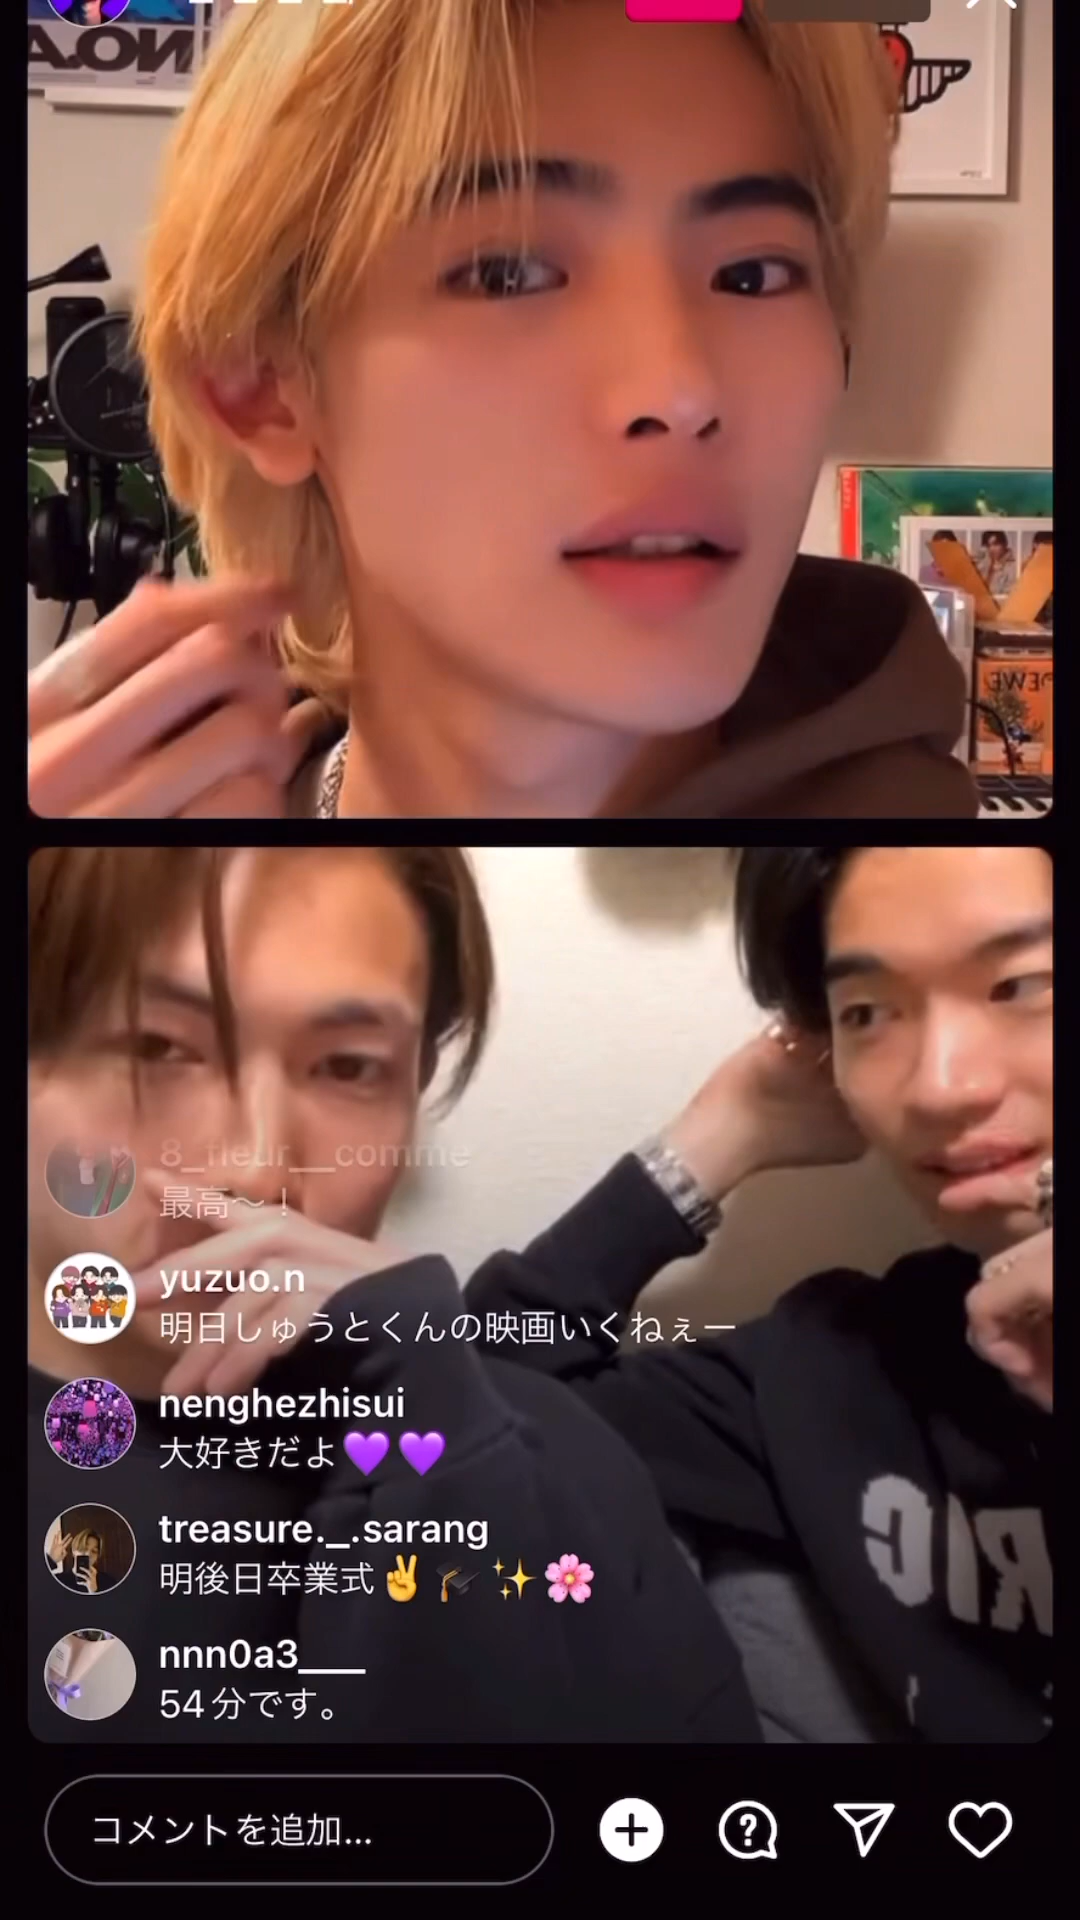 8_fleur__comme
最高〜！
yuzuo.n
明日しゅうとくんの映画いくねぇー
nenghezhisui
大好きだよ💜💜
treasure._.sarang
明後日卒業式✌️🎓✨🌸
nnn0a3___
54分です。
コメントを追加...